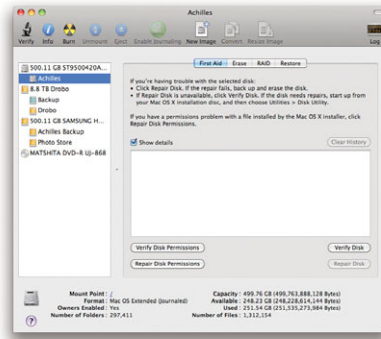 Achilles
Verify Info Burn Unmount Eject Enable Journaling New Image Convert Resize Image Log
First Aid Erase RAID Restore
500.11 GB ST9500420A...
Achilles
8.8 TB Drobo
Backup
Drobo
500.11 GB SAMSUNG H...
Achilles Backup
Photo Store
MATSHITA DVD-R UJ-868
If you're having trouble with the selected disk:
• Click Repair Disk. If the repair fails, back up and erase the disk.
• If Repair Disk is unavailable, click Verify Disk. If the disk needs repairs, start up from
your Mac OS X installation disc, and then choose Utilities > Disk Utility.
If you have a permissions problem with a file installed by the Mac OS X installer, click
Repair Disk Permissions.
Show details
Clear History
Verify Disk Permissions
Verify Disk
Repair Disk Permissions
Repair Disk
Mount Point : /
Capacity : 499.76 GB (499,763,888,128 Bytes)
Format : Mac OS Extended (Journaled)
Available : 248.23 GB (248,228,614,144 Bytes)
Owners Enabled : Yes
Used : 251.54 GB (251,535,273,984 Bytes)
Number of Folders : 297,411
Number of Files : 1,312,154
?